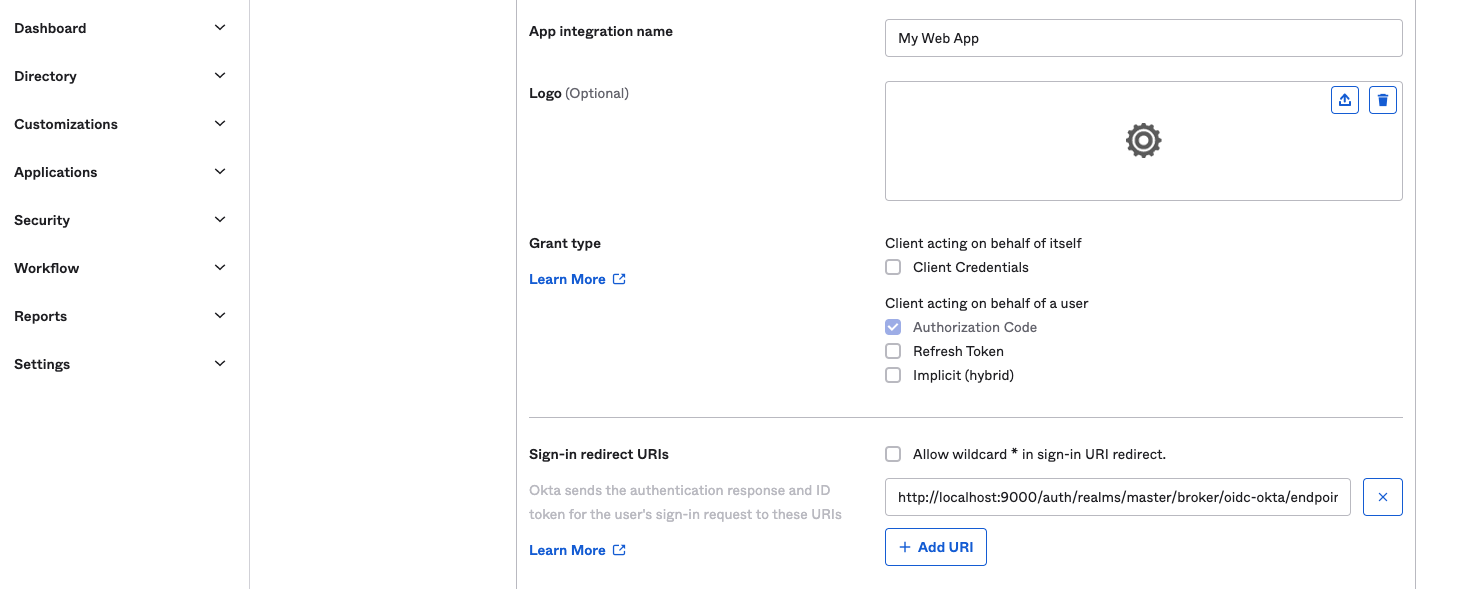 Dashboard
Directory
Customizations
Applications
Security
Workflow
Reports
Settings
App integration name
My Web App
Logo (Optional)
Grant type
Learn More
Client acting on behalf of itself
Client Credentials
Client acting on behalf of a user
Authorization Code
Refresh Token
Implicit (hybrid)
Sign-in redirect URIs
Okta sends the authentication response and ID
token for the user's sign-in request to these URIs
Learn More
Allow wildcard * in sign-in URI redirect.
http://localhost:9000/auth/realms/master/broker/oidc-okta/endpoir
+ Add URI